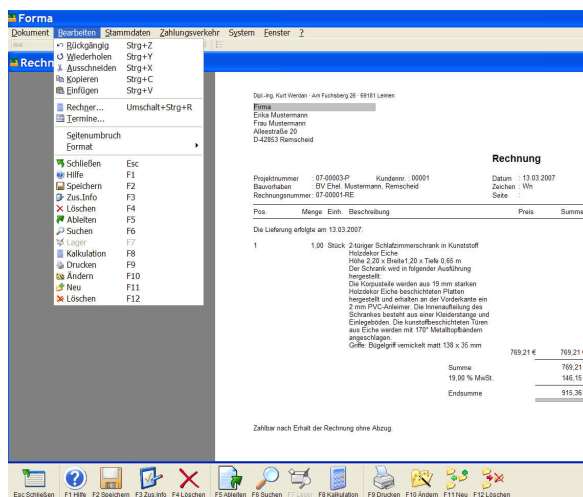 Forma
Dokument Bearbeiten Stammdaten Zahlungsverkehr System Fenster ?
Rechn
Rückgängig Strg+Z
Wiederholen Strg+Y
Ausschneiden Strg+X
Kopieren Strg+C
Einfügen Strg+V
Rechner... Umschalt+Strg+R
Termine...
Seitenumbruch
Format
Schließen Esc
Hilfe F1
Speichern F2
Zus.Info F3
Löschen F4
Ableiten F5
Suchen F6
Lager F7
Kalkulation F8
Drucken F9
Ändern F10
Neu F11
Löschen F12
Dipl.-Ing. Kurt Werdan · Am Fuchsberg 26 · 69181 Leimen
Firma
Erika Mustermann
Frau Mustermann
Alleestraße 20
D-42853 Remscheid
Rechnung
Projektnummer : 07-00003-P Kundennr. : 00001 Datum : 13.03.2007
Bauvorhaben : BV Ehel. Mustermann, Remscheid Zeichen : Wn
Rechnungsnummer : 07-00001-RE Seite :
Pos. Menge Einh. Beschreibung Preis Summe
Die Lieferung erfolgte am 13.03.2007.
1 1,00 Stück 2-türiger Schlafzimmerschrank in Kunststoff
Holzdekor Eiche
Höhe 2,20 x Breite1,20 x Tiefe 0,65 m
Der Schrank wird in folgender Ausführung
hergestellt:
Die Korpusteile werden aus 19 mm starken
Holzdekor Eiche beschichteten Platten
hergestellt und erhalten an der Vorderkante ein
2 mm PVC-Anleimer. Die Innenaufteilung des
Schrankes besteht aus einer Kleiderstange und
Einlegeböden. Die kunstoffbeschichteten Türen
aus Eiche werden mit 170° Metalltopfbändern
angeschlagen.
Griffe: Bügelgriff vernickelt matt 138 x 35 mm
769,21 € 769,21
Summe 769,21
19,00 % MwSt. 146,15
Endsumme 915,36
Zahlbar nach Erhalt der Rechnung ohne Abzug.
Esc Schließen F1 Hilfe F2 Speichern F3 Zus.Info F4 Löschen F5 Ableiten F6 Suchen F7 Lager F8 Kalkulation F9 Drucken F10 Ändern F11 Neu F12 Löschen